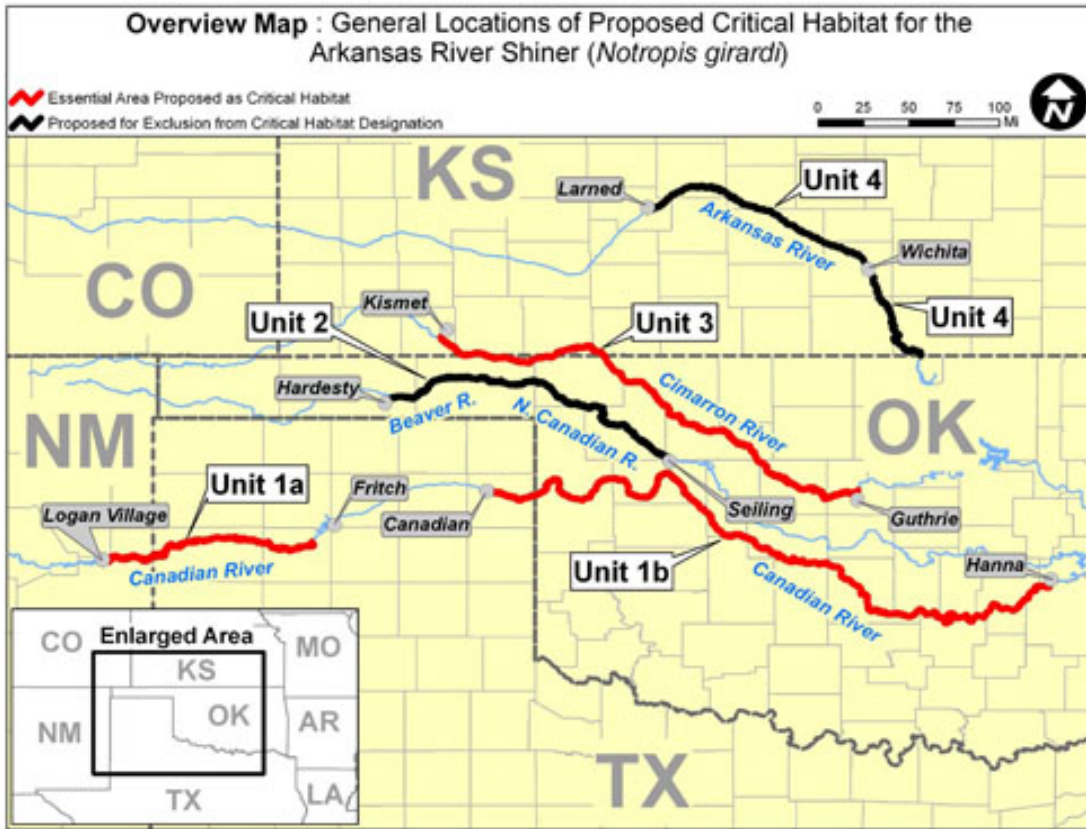 Overview Map : General Locations of Proposed Critical Habitat for the
Arkansas River Shiner (Notropis girardi)
Essential Area Proposed as Critical Habitat
Proposed for Exclusion from Critical Habitat Designation
0 25 50 75 100
Mi
N
KS
Larned
Unit 4
Arkansas River
Wichita
CO
Kismet
Unit 2
Unit 3
Unit 4
Hardesty
Beaver R.
N. Canadian R.
Cimarron River
OK
NM
Logan Village
Unit 1a
Fritch
Canadian
Seiling
Guthrie
Canadian River
Unit 1b
Canadian River
Hanna
TX
Enlarged Area
CO
KS
MO
NM
OK
AR
TX
LA